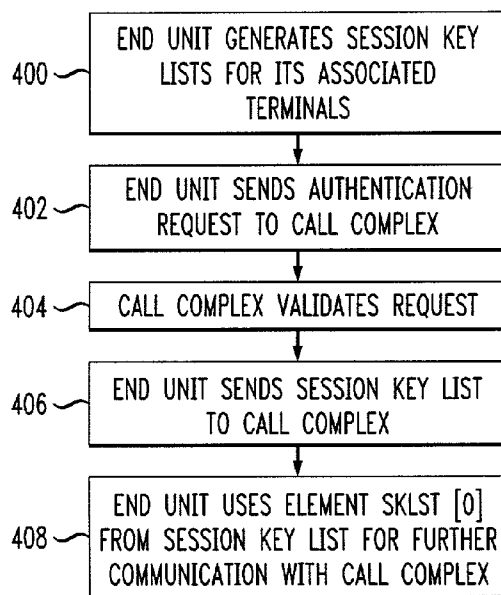 400
END UNIT GENERATES SESSION KEY
LISTS FOR ITS ASSOCIATED
TERMINALS
402
END UNIT SENDS AUTHENTICATION
REQUEST TO CALL COMPLEX
404
CALL COMPLEX VALIDATES REQUEST
406
END UNIT SENDS SESSION KEY LIST
TO CALL COMPLEX
408
END UNIT USES ELEMENT SKLST [0]
FROM SESSION KEY LIST FOR FURTHER
COMMUNICATION WITH CALL COMPLEX